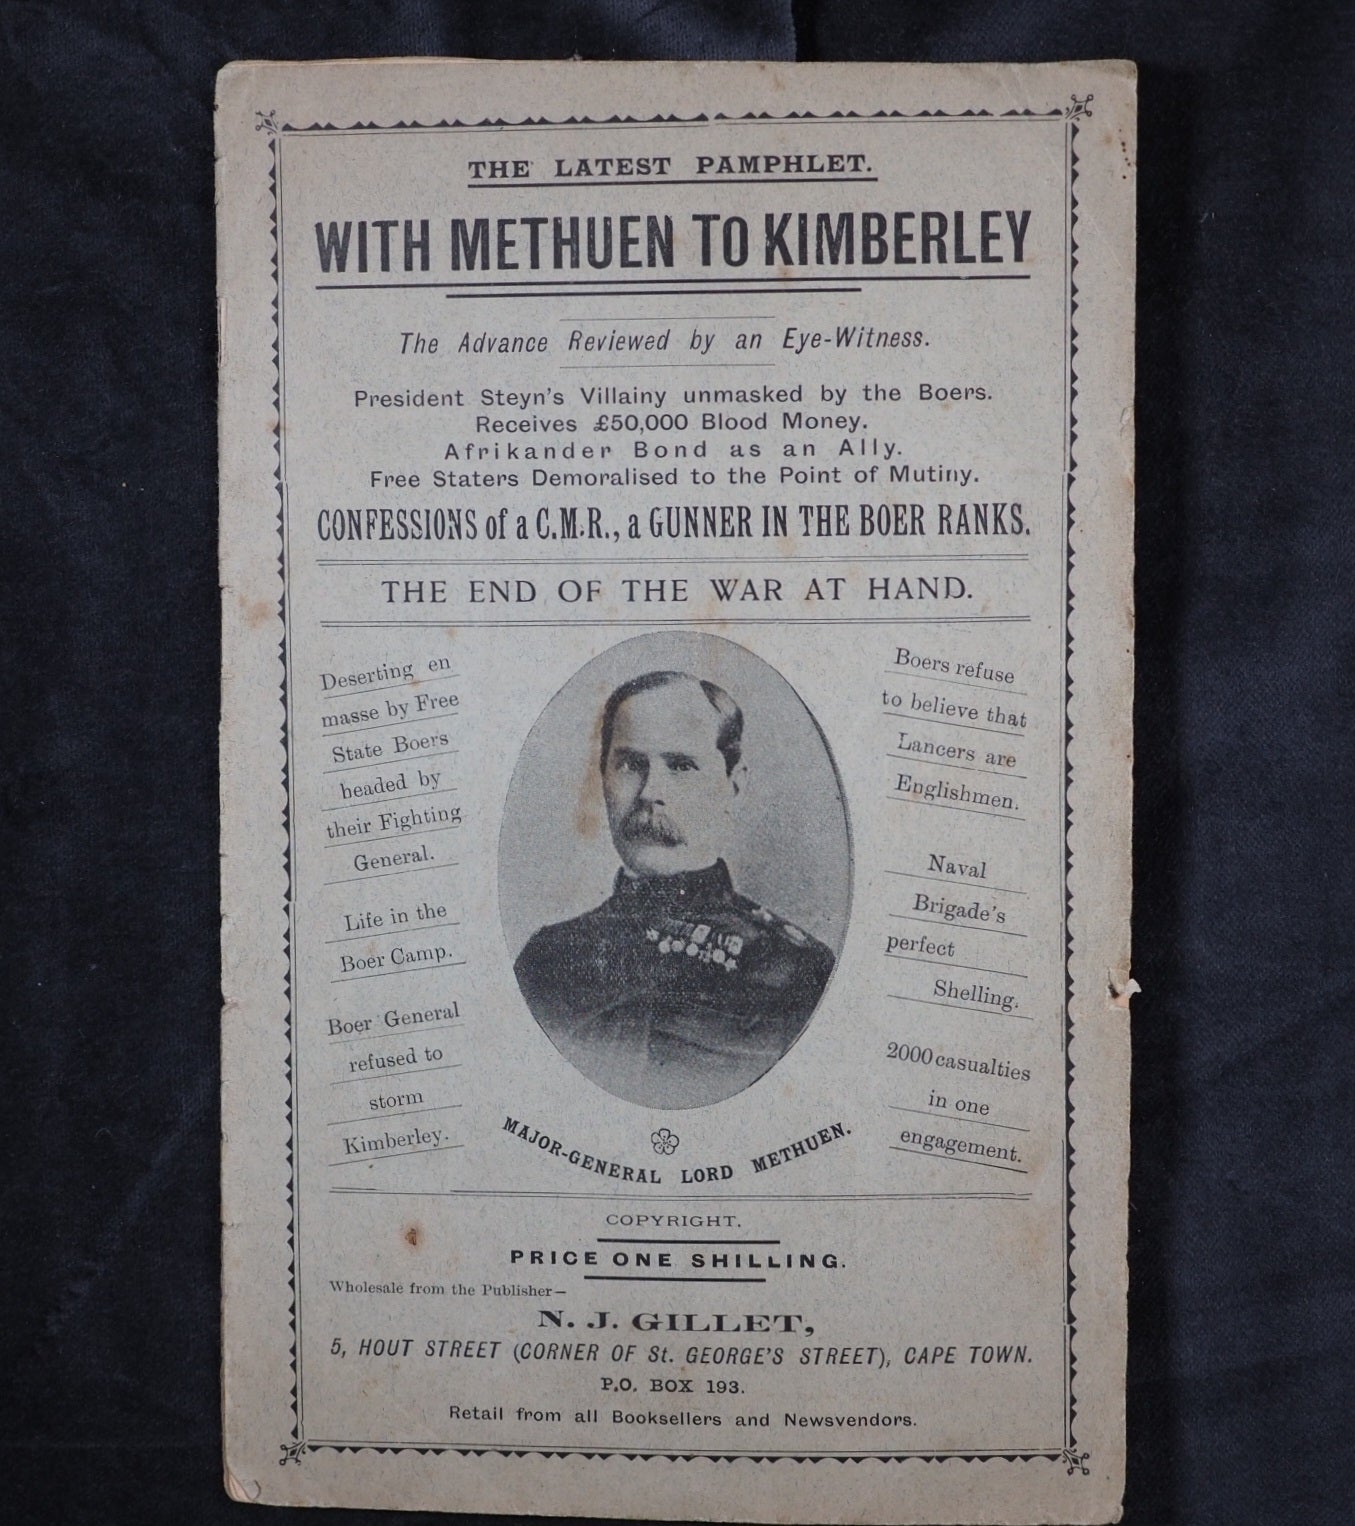 THE LATEST PAMPHLET.
WITH METHUEN TO KIMBERLEY
The Advance Reviewed by an Eye-Witness.
President Steyn's Villainy unmasked by the Boers.
Receives £50,000 Blood Money.
Afrikander Bond as an Ally.
Free Staters Demoralised to the Point of Mutiny.
CONFESSIONS of a C.M.R., a GUNNER IN THE BOER RANKS.
THE END OF THE WAR AT HAND.
Deserting en
masse by Free
State Boers
headed by
their Fighting
General.
Life in the
Boer Camp.
Boer General
refused to
storm
Kimberley.
Boers refuse
to believe that
Lancers are
Englishmen.
Naval
Brigade's
perfect
Shelling.
2000 casualties
in one
engagement.
MAJOR-GENERAL LORD METHUEN.
COPYRIGHT.
PRICE ONE SHILLING.
Wholesale from the Publisher—
N. J. GILLET,
5, HOUT STREET (CORNER OF St. GEORGE'S STREET), CAPE TOWN.
P.O. BOX 193.
Retail from all Booksellers and Newsvendors.